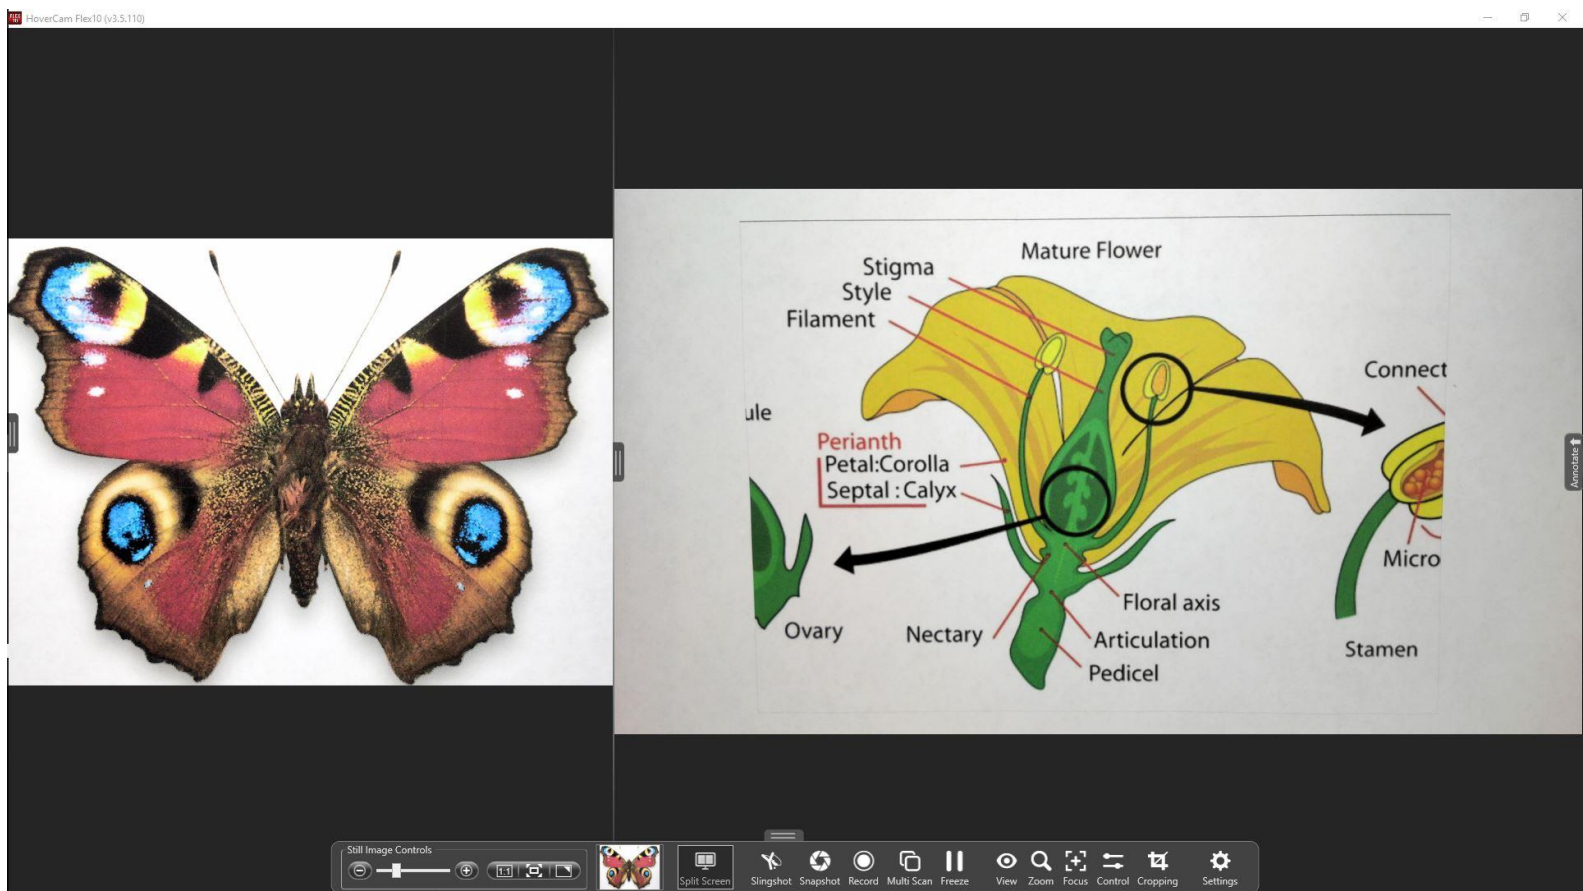 HoverCam Flex10 (v3.5.110)
Mature Flower
Stigma
Style
Filament
Connect
ule
Perianth
Petal:Corolla
Septal : Calyx
Annotate
Micro
Floral axis
Ovary
Nectary
Articulation
Stamen
Pedicel
Still Image Controls
1:1
Split Screen
Slingshot
Snapshot
Record
Multi Scan
Freeze
View
Zoom
Focus
Control
Cropping
Settings